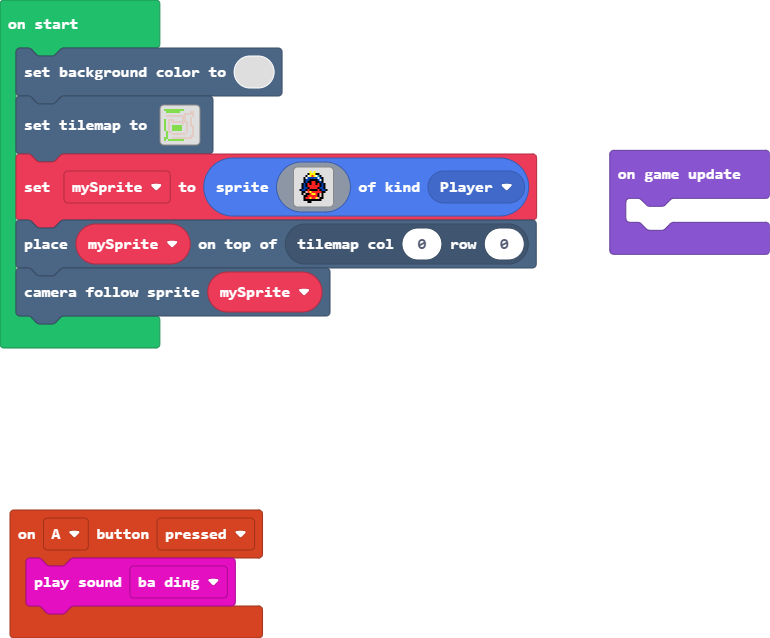 on start
set background color to
set tilemap to
set mySprite to sprite of kind Player
place mySprite on top of tilemap col 0 row 0
camera follow sprite mySprite
on game update
on A button pressed
play sound ba ding